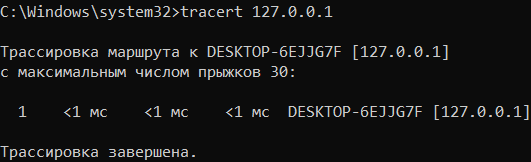 C:\Windows\system32>tracert 127.0.0.1
Трассировка маршрута к DESKTOP-6EJJG7F [127.0.0.1]
с максимальным числом прыжков 30:
1 <1 мс <1 мс <1 мс DESKTOP-6EJJG7F [127.0.0.1]
Трассировка завершена.